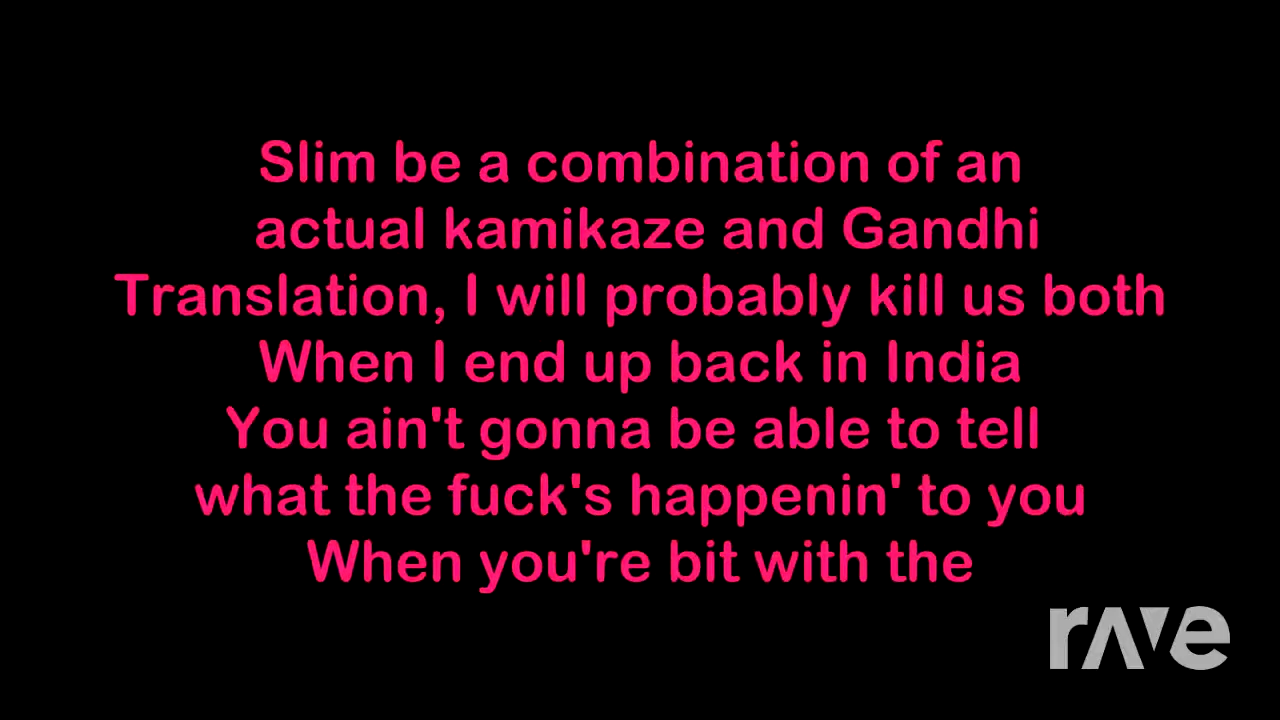 Slim be a combination of an
actual kamikaze and Gandhi
Translation, I will probably kill us both
When I end up back in India
You ain't gonna be able to tell
what the fuck's happenin' to you
When you're bit with the
rave